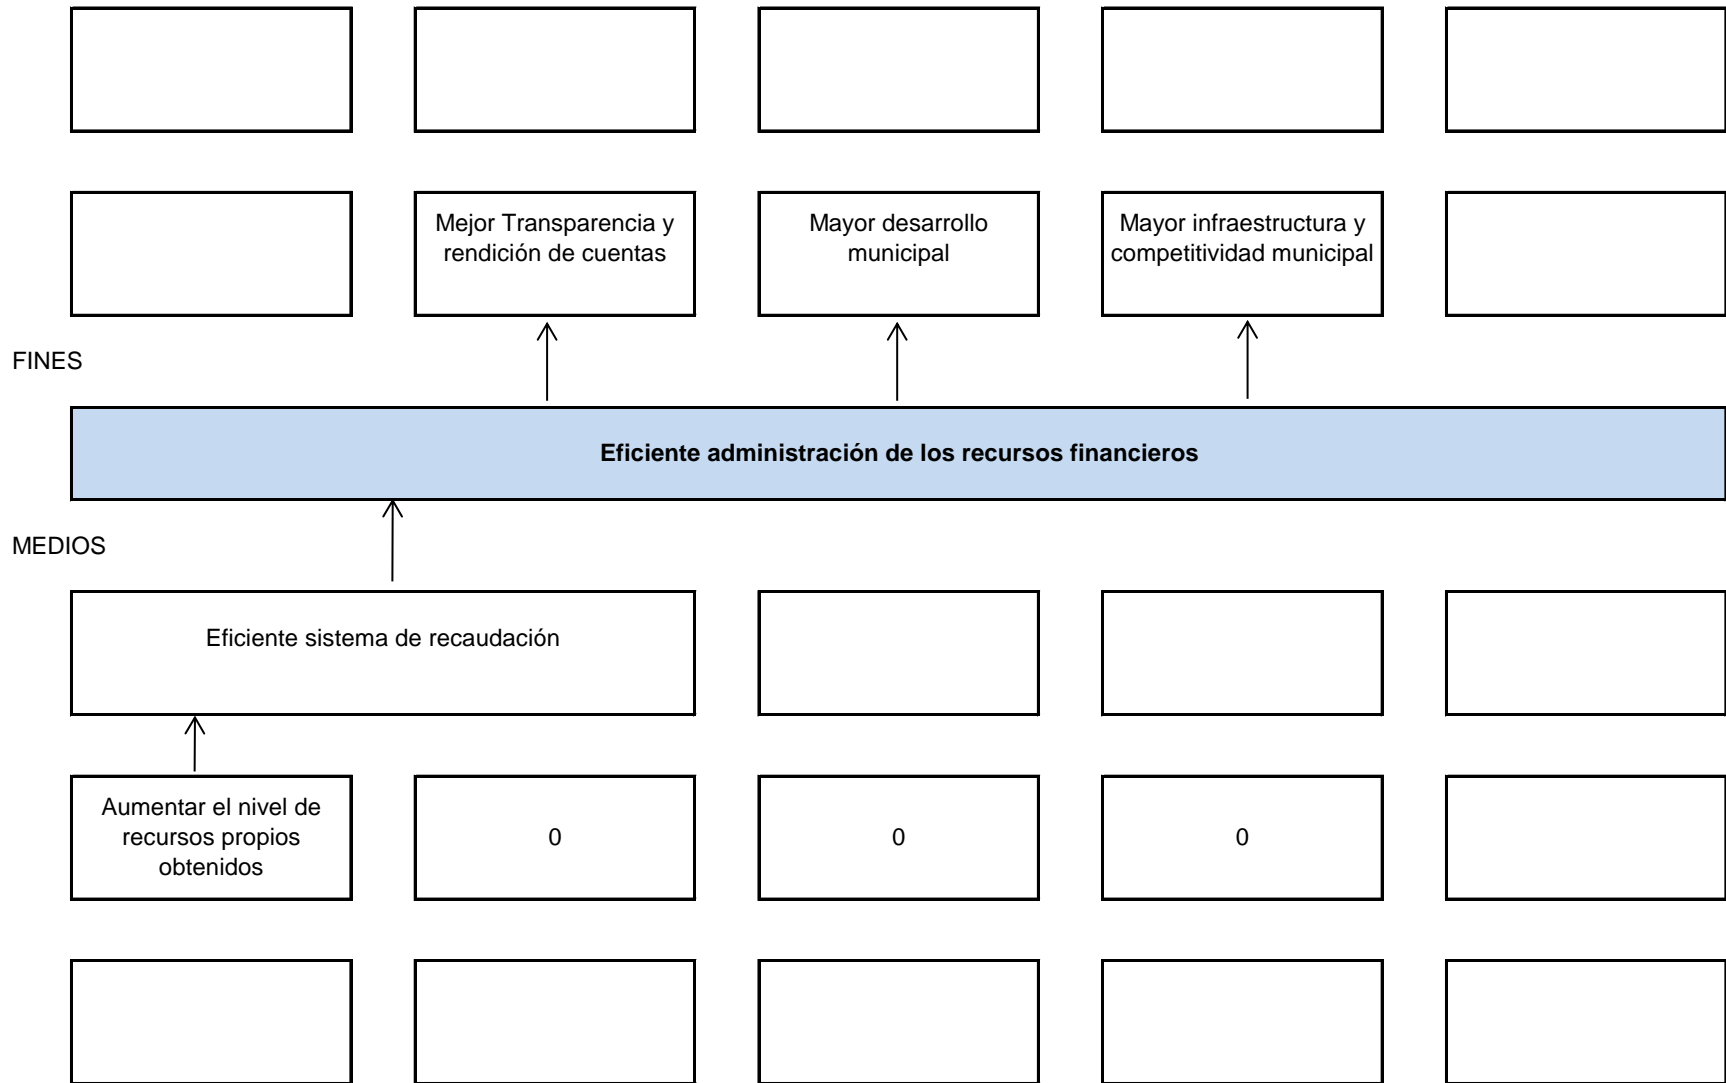 Mejor Transparencia y
rendición de cuentas
Mayor desarrollo
municipal
Mayor infraestructura y
competitividad municipal
FINES
Eficiente administración de los recursos financieros
MEDIOS
Eficiente sistema de recaudación
Aumentar el nivel de
recursos propios
obtenidos
0
0
0